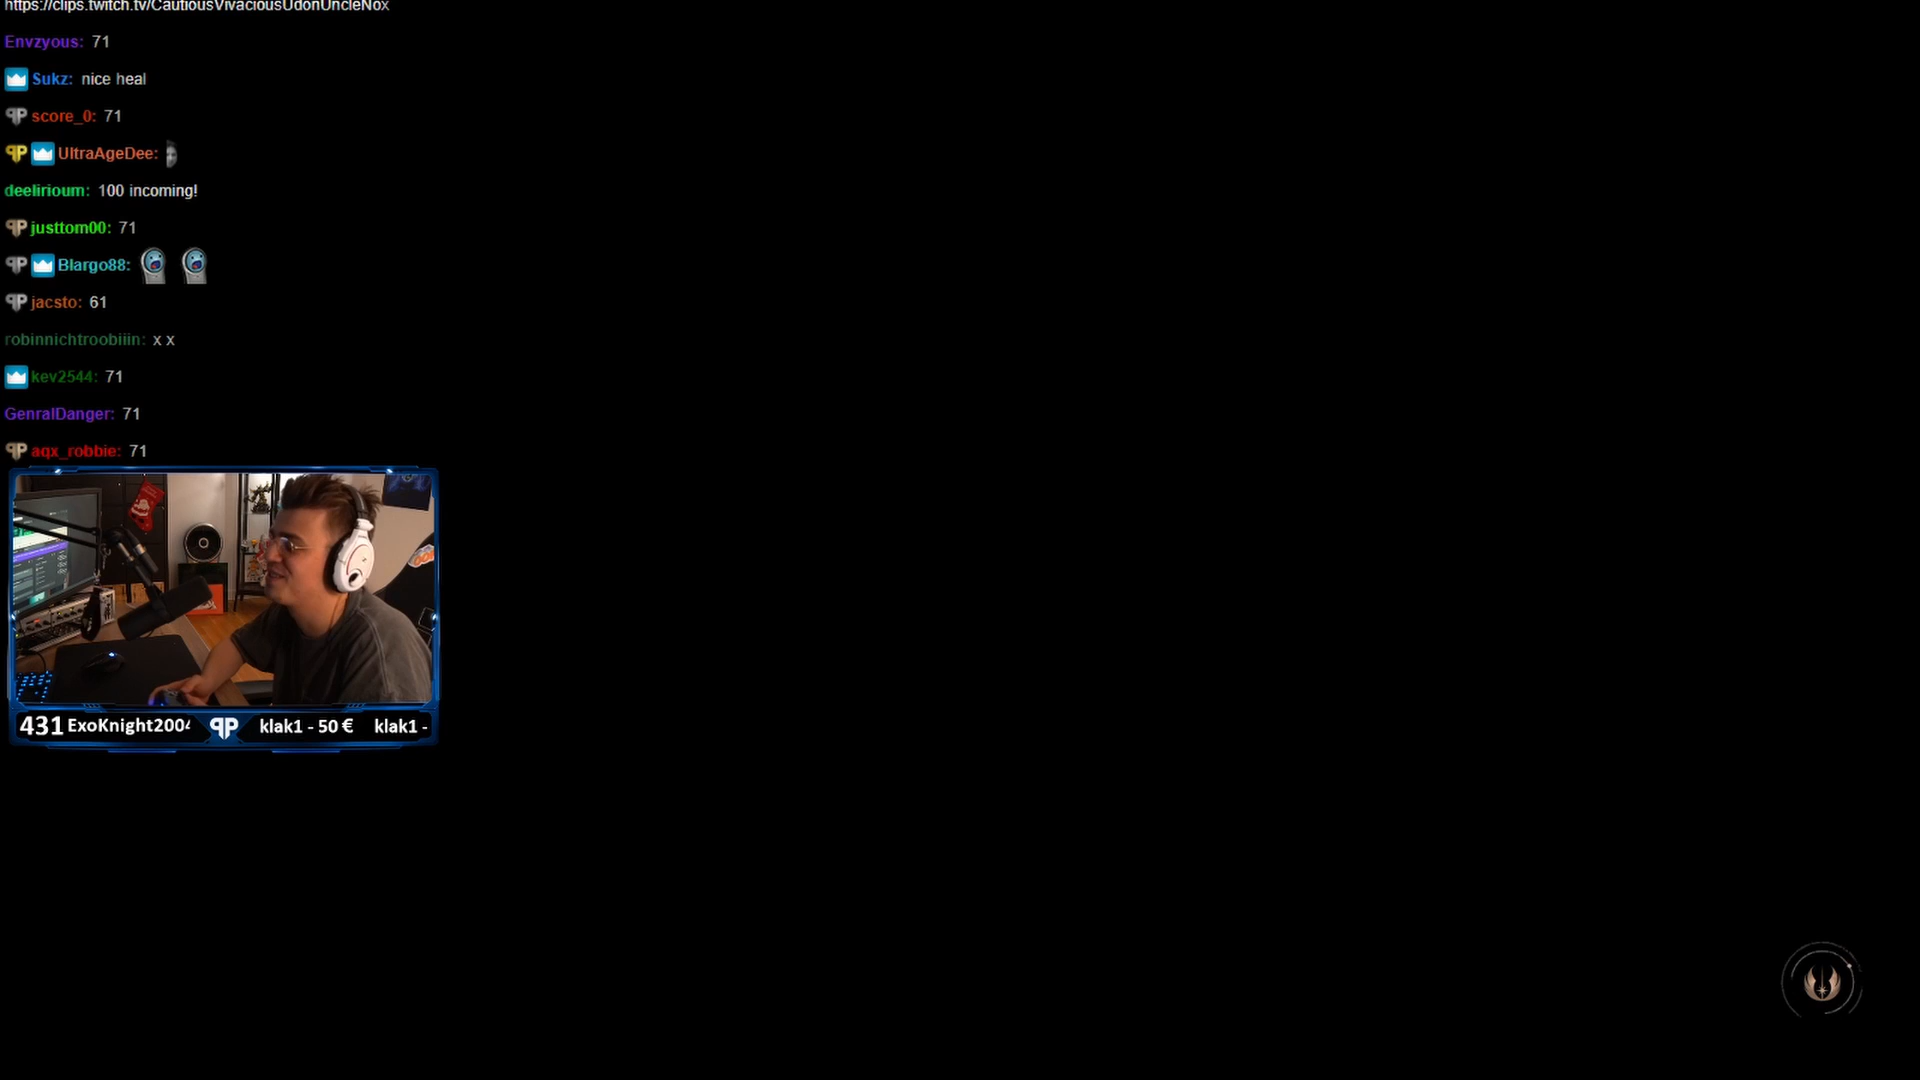 https://clips.twitch.tv/CautiousVivaciousUdonUncleNox
Envzyous: 71
Sukz: nice heal
score_0: 71
UltraAgeDee:
deelirioum: 100 incoming!
justtom00: 71
Blargo88:
jacsto: 61
robinnichtroobiiin: x x
kev2544: 71
GenralDanger: 71
aqx_robbie: 71
431 ExoKnight2004 klak1 - 50 € klak1 -